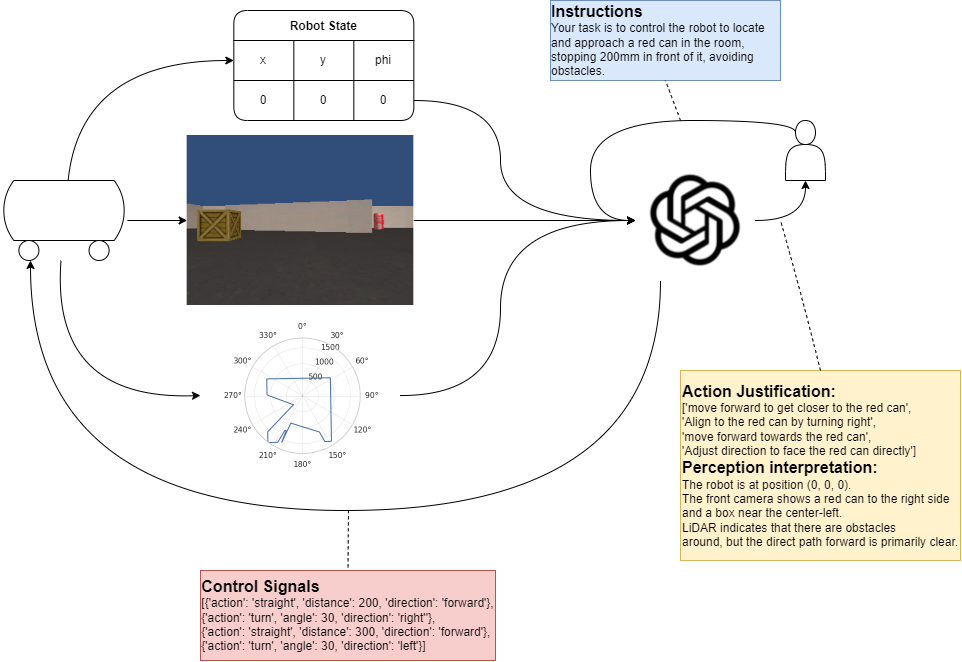 Robot State
x y phi
0 0 0
Instructions
Your task is to control the robot to locate
and approach a red can in the room,
stopping 200mm in front of it, avoiding
obstacles.
0°
30°
60°
90°
120°
150°
180°
210°
240°
270°
300°
330°
1500
1000
500
Action Justification:
['move forward to get closer to the red can',
'Align to the red can by turning right',
'move forward towards the red can',
'Adjust direction to face the red can directly']
Perception interpretation:
The robot is at position (0, 0, 0).
The front camera shows a red can to the right side
and a box near the center-left.
LiDAR indicates that there are obstacles
around, but the direct path forward is primarily clear.
Control Signals
[{'action': 'straight', 'distance': 200, 'direction': 'forward'},
{'action': 'turn', 'angle': 30, 'direction': 'right''},
{'action': 'straight', 'distance': 300, 'direction': 'forward'},
{'action': 'turn', 'angle': 30, 'direction': 'left'}]